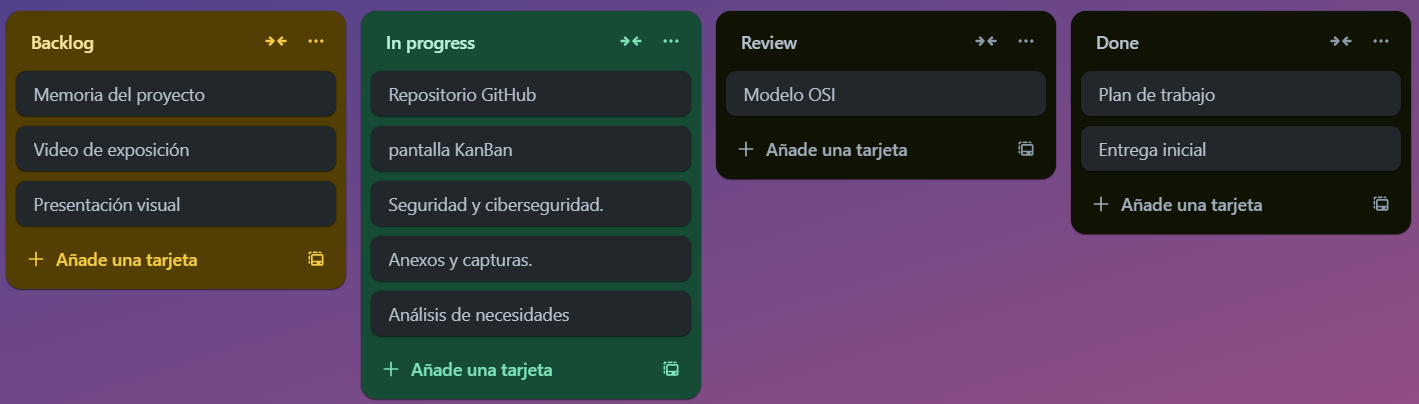 Backlog
Memoria del proyecto
Video de exposición
Presentación visual
Añade una tarjeta
In progress
Repositorio GitHub
pantalla KanBan
Seguridad y ciberseguridad.
Anexos y capturas.
Análisis de necesidades
Añade una tarjeta
Review
Modelo OSI
Añade una tarjeta
Done
Plan de trabajo
Entrega inicial
Añade una tarjeta